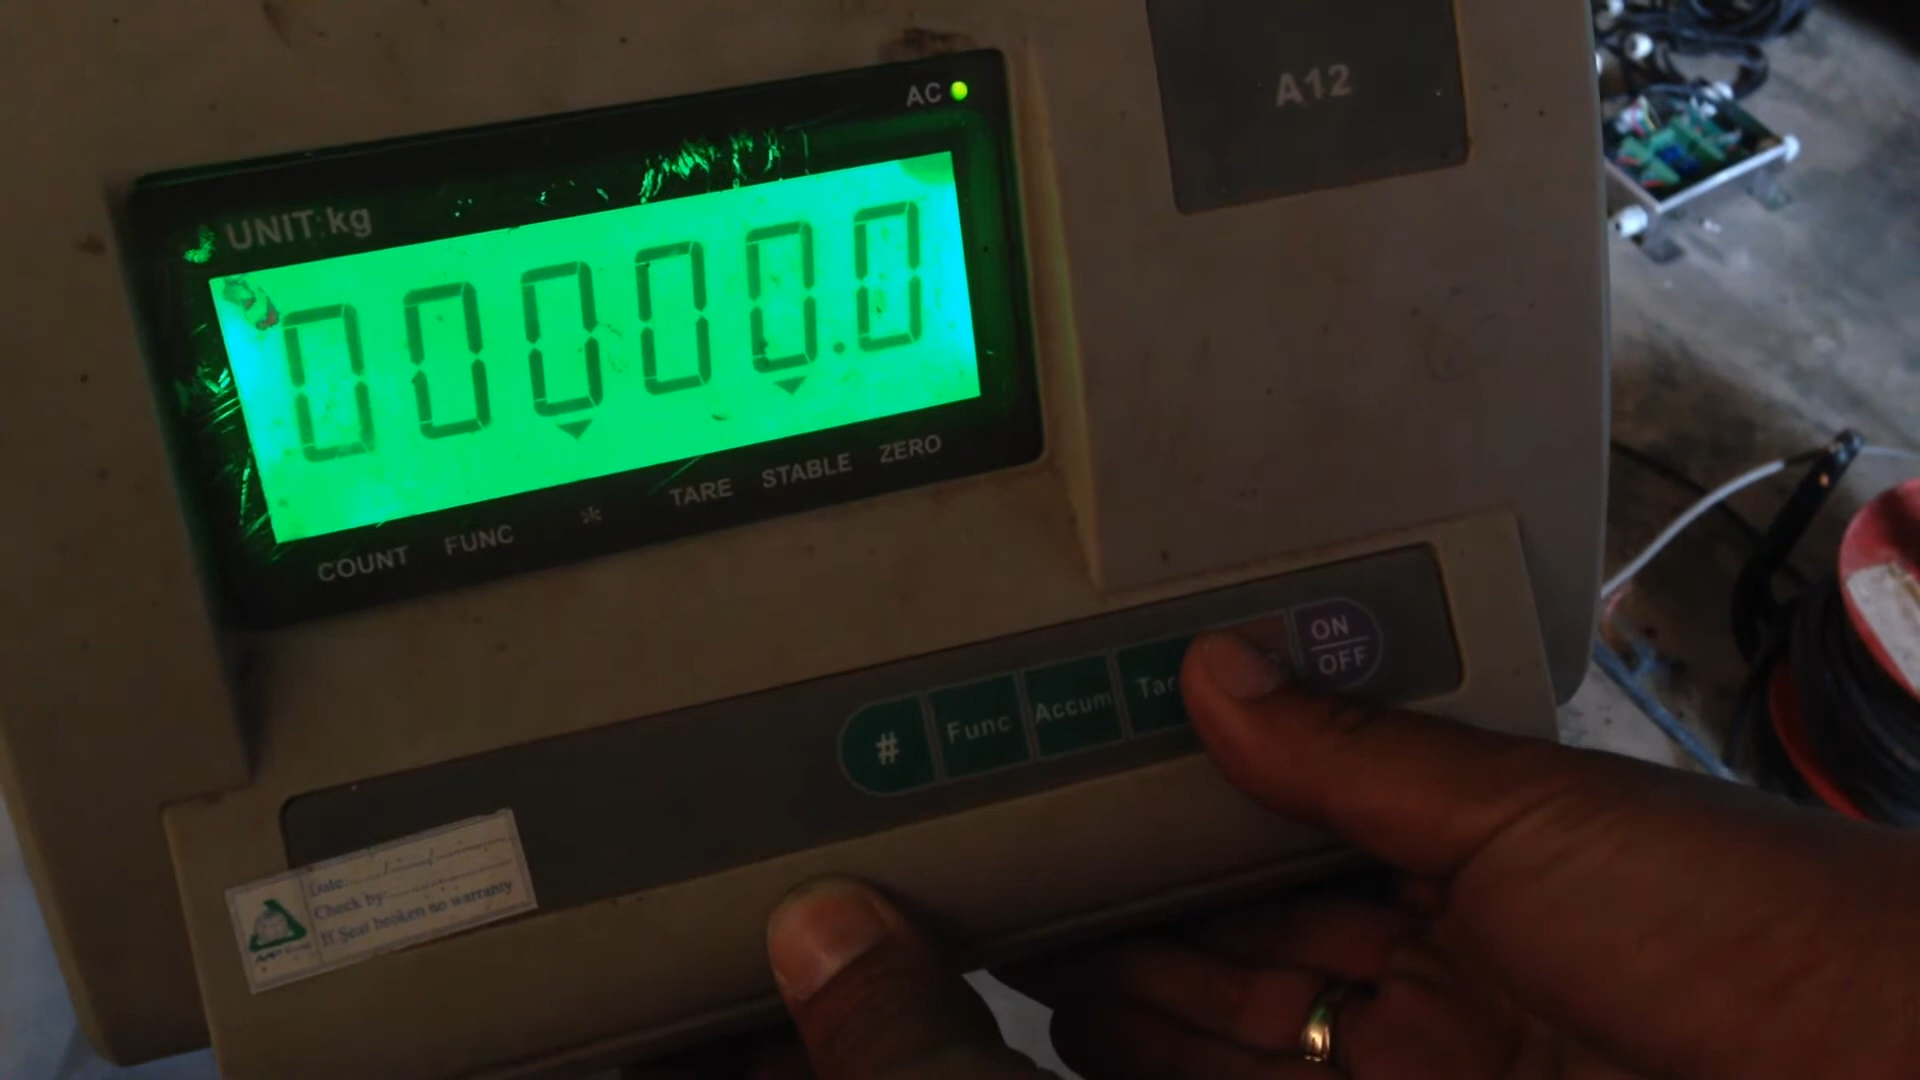 AC
A12
UNIT:kg
00000.0
COUNT FUNC * TARE STABLE ZERO
# Func Accum ON
OFF
Date...../...../.....
Check by
If Sear broken no warranty